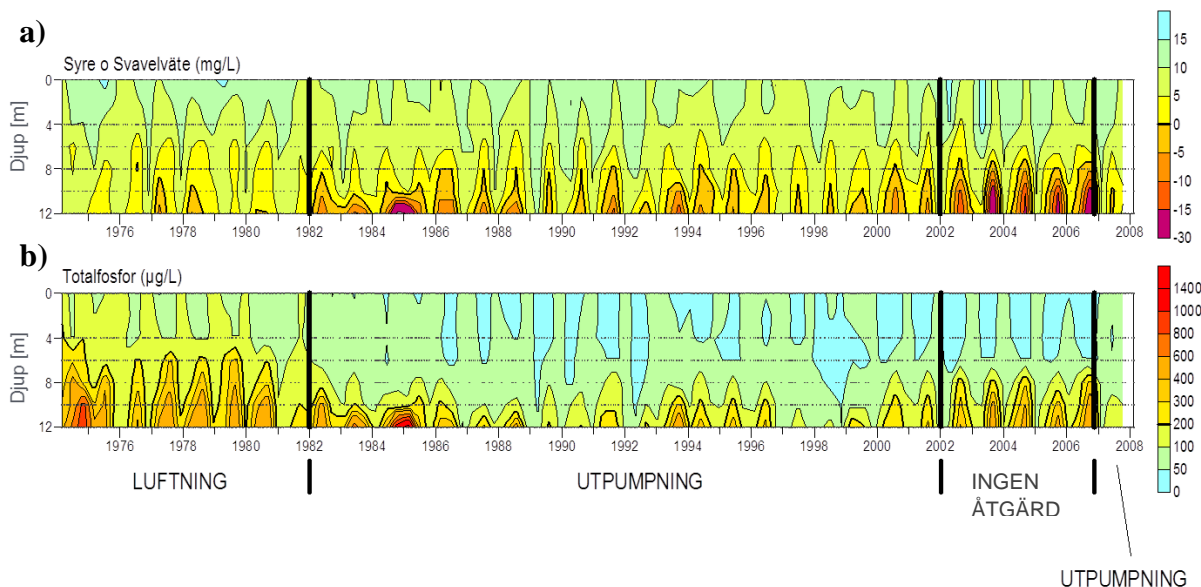 a)
Syre o Svavelväte (mg/L)
Djup [m]
0
4
8
12
1976 1978 1980 1982 1984 1986 1988 1990 1992 1994 1996 1998 2000 2002 2004 2006 2008
15
10
5
0
-5
-10
-15
-30
b)
Totalfosfor (µg/L)
Djup [m]
0
4
8
12
1976 1978 1980 1982 1984 1986 1988 1990 1992 1994 1996 1998 2000 2002 2004 2006 2008
1400
1000
800
600
400
300
200
100
50
0
LUFTNING
UTPUMPNING
INGEN
ÅTGÄRD
UTPUMPNING